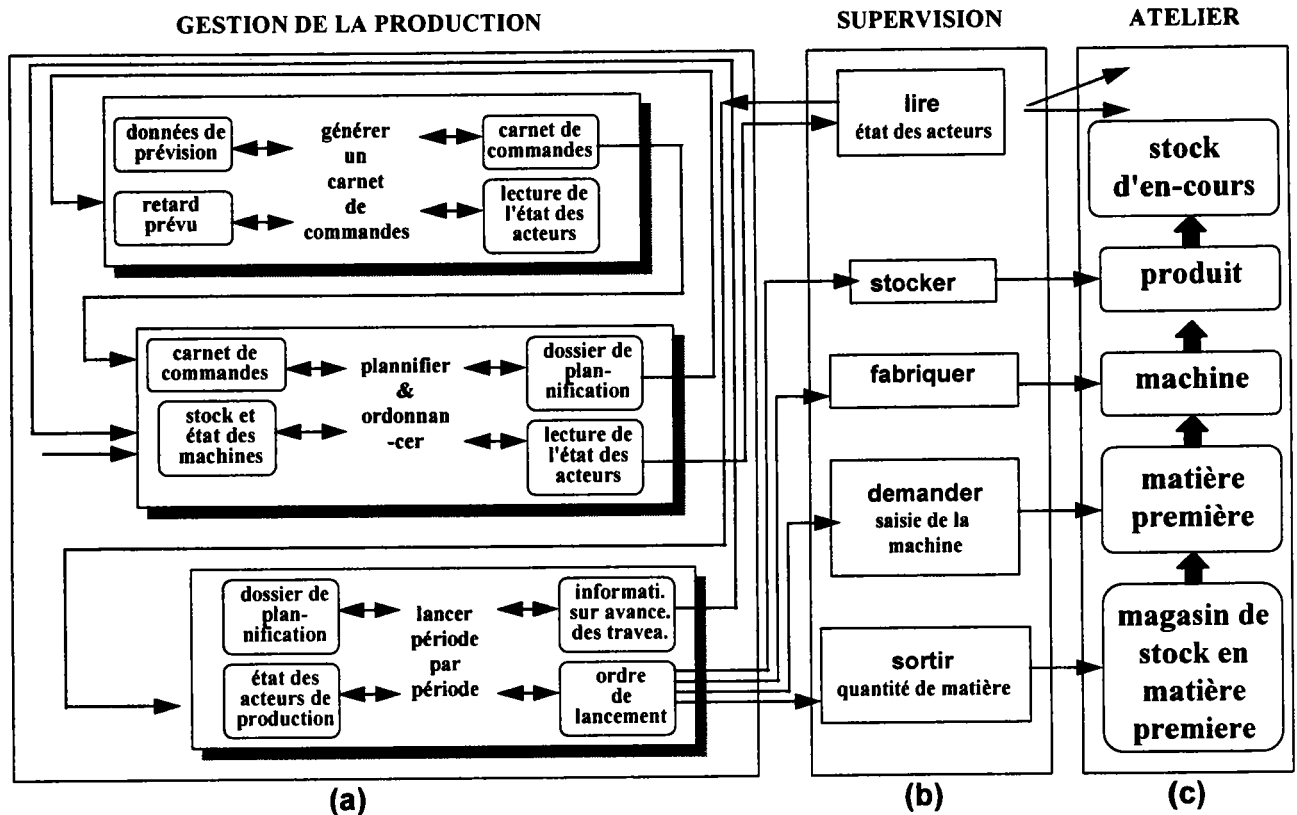 GESTION DE LA PRODUCTION
données de
prévision
retard
prévu
générer
un
carnet
de
commandes
carnet de
commandes
lecture de
l'état des
acteurs
carnet de
commandes
stock et
état des
machines
plannifier
&
ordonnan
-cer
dossier de
plan-
nification
lecture de
l'état des
acteurs
dossier de
plan-
nification
état des
acteurs de
production
lancer
période
par
période
informati.
sur avance.
des travea.
ordre
de
lancement
(a)
SUPERVISION
lire
état des acteurs
stocker
fabriquer
demander
saisie de la
machine
sortir
quantité de matière
(b)
ATELIER
stock
d'en-cours
produit
machine
matière
première
magasin de
stock en
matière
premiere
(c)